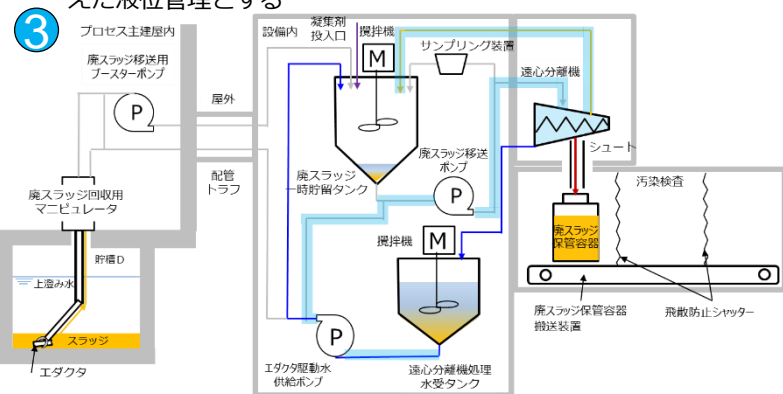 えた液位管理とする
3
プロセス主建屋内
廃スラッジ移送用
ブースターポンプ
P
屋外
配管
トラフ
廃スラッジ回収用
マニピュレータ
貯槽D
上澄み水
スラッジ
エダクタ
設備内
凝集剤
投入口
攪拌機
M
サンプリング装置
遠心分離機
シュート
廃スラッジ
一時貯留タンク
廃スラッジ移送
ポンプ
P
攪拌機
M
P
エダクタ駆動水
供給ポンプ
遠心分離機処理
水受タンク
汚染検査
廃スラッジ
保管容器
廃スラッジ保管容器
搬送装置
飛散防止シャッター